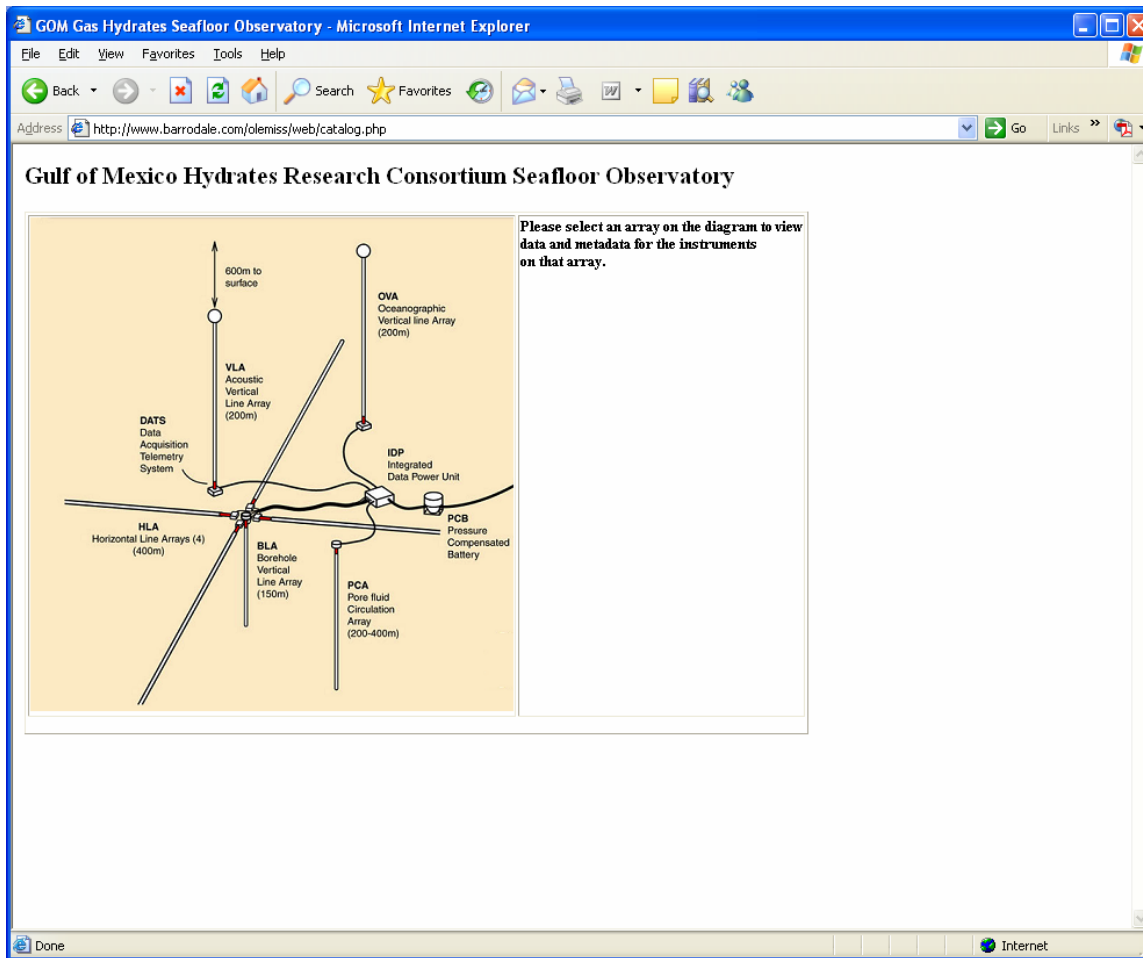 GOM Gas Hydrates Seafloor Observatory - Microsoft Internet Explorer
File Edit View Favorites Tools Help
Back Search Favorites
Address http://www.barrodale.com/olemiss/web/catalog.php Go Links »
Gulf of Mexico Hydrates Research Consortium Seafloor Observatory
Please select an array on the diagram to view
data and metadata for the instruments
on that array.
600m to
surface
OVA
Oceanographic
Vertical line Array
(200m)
VLA
Acoustic
Vertical
Line Array
(200m)
DATS
Data
Acquisition
Telemetry
System
IDP
Integrated
Data Power Unit
PCB
Pressure
Compensated
Battery
HLA
Horizontal Line Arrays (4)
(400m)
BLA
Borehole
Vertical
Line Array
(150m)
PCA
Pore fluid
Circulation
Array
(200-400m)
Done Internet